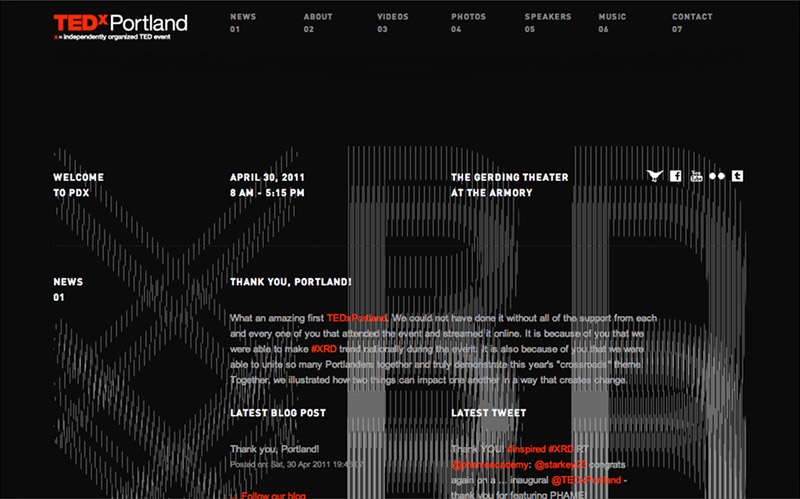 TEDxPortland
x = independently organized TED event
NEWS
01
ABOUT
02
VIDEOS
03
PHOTOS
04
SPEAKERS
05
MUSIC
06
CONTACT
07
WELCOME
TO PDX
APRIL 30, 2011
8 AM - 5:15 PM
THE GERDING THEATER
AT THE ARMORY
You
Tube
NEWS
01
THANK YOU, PORTLAND!
What an amazing first TEDxPortland. We could not have done it without all of the support from each
and every one of you that attended the event and streamed it online. It is because of you that we
were able to make #XRD trend nationally during the event. It is also because of you that we were
able to unite so many Portlanders together and truly demonstrate this year's "crossroads" theme.
Together, we illustrated how two things can impact one another in a way that creates change.
LATEST BLOG POST
Thank you, Portland!
Posted on: Sat, 30 Apr 2011
Follow our blog
LATEST TWEET
Thank YOU! #inspired #XRD RT
@starkey23 congrats
again on a ... inaugural @TEDxPortland -
thank you for featuring PHAME!